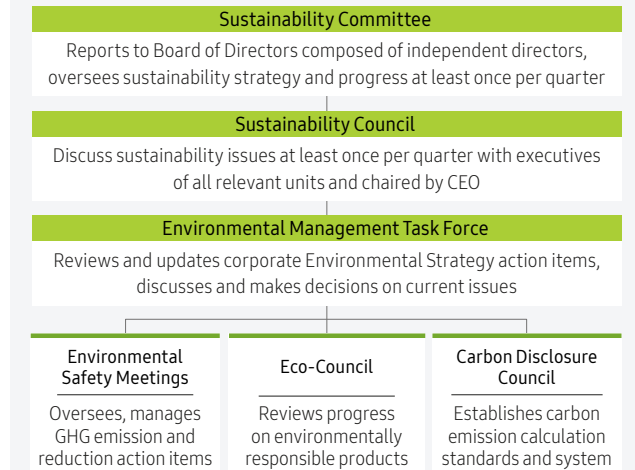 Sustainability Committee
Reports to Board of Directors composed of independent directors,
oversees sustainability strategy and progress at least once per quarter
Sustainability Council
Discuss sustainability issues at least once per quarter with executives
of all relevant units and chaired by CEO
Environmental Management Task Force
Reviews and updates corporate Environmental Strategy action items,
discusses and makes decisions on current issues
Environmental
Safety Meetings
Oversees, manages
GHG emission and
reduction action items
Eco-Council
Reviews progress
on environmentally
responsible products
Carbon Disclosure
Council
Establishes carbon
emission calculation
standards and system